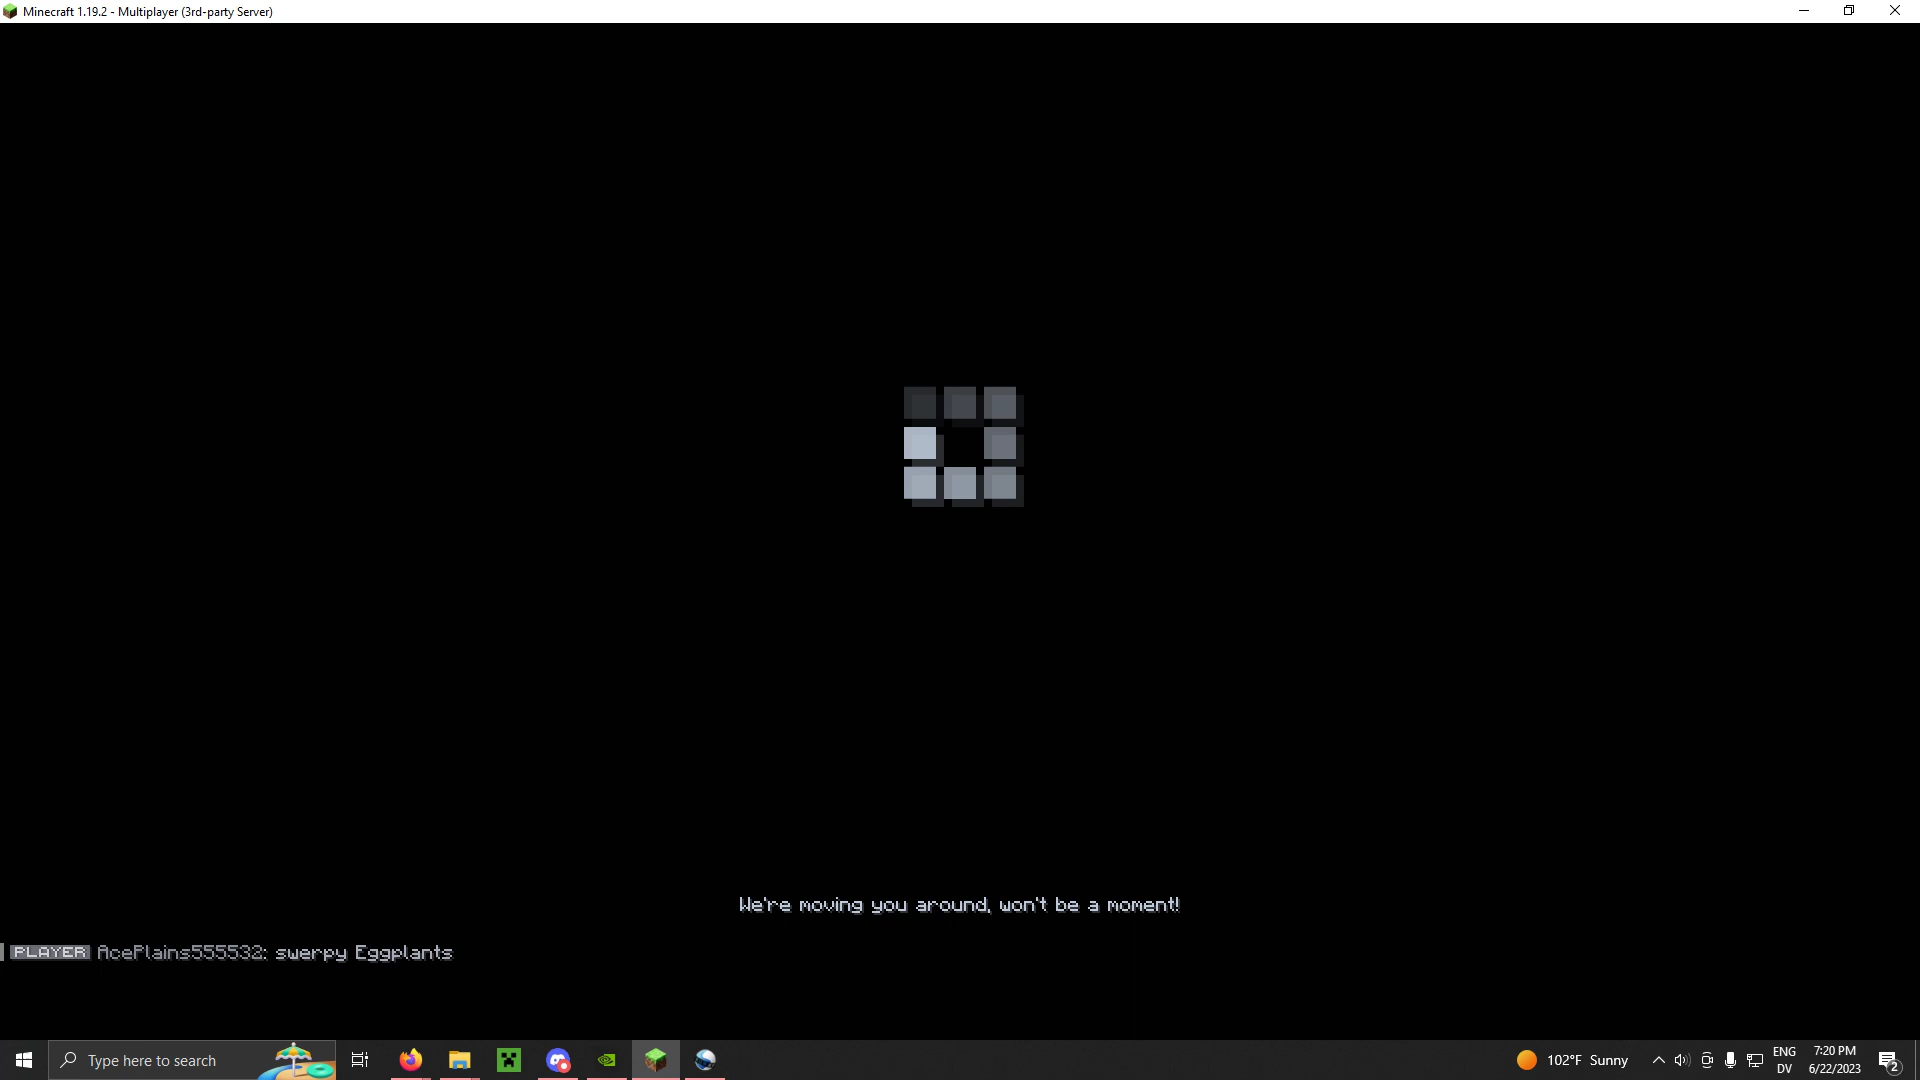 Minecraft 1.19.2 - Multiplayer (3rd-party Server)
We're moving you around, won't be a moment!
PLAYER AcePlains555532: swerpy Eggplants
Type here to search
102°F Sunny
ENG
DV
7:20 PM
6/22/2023
2